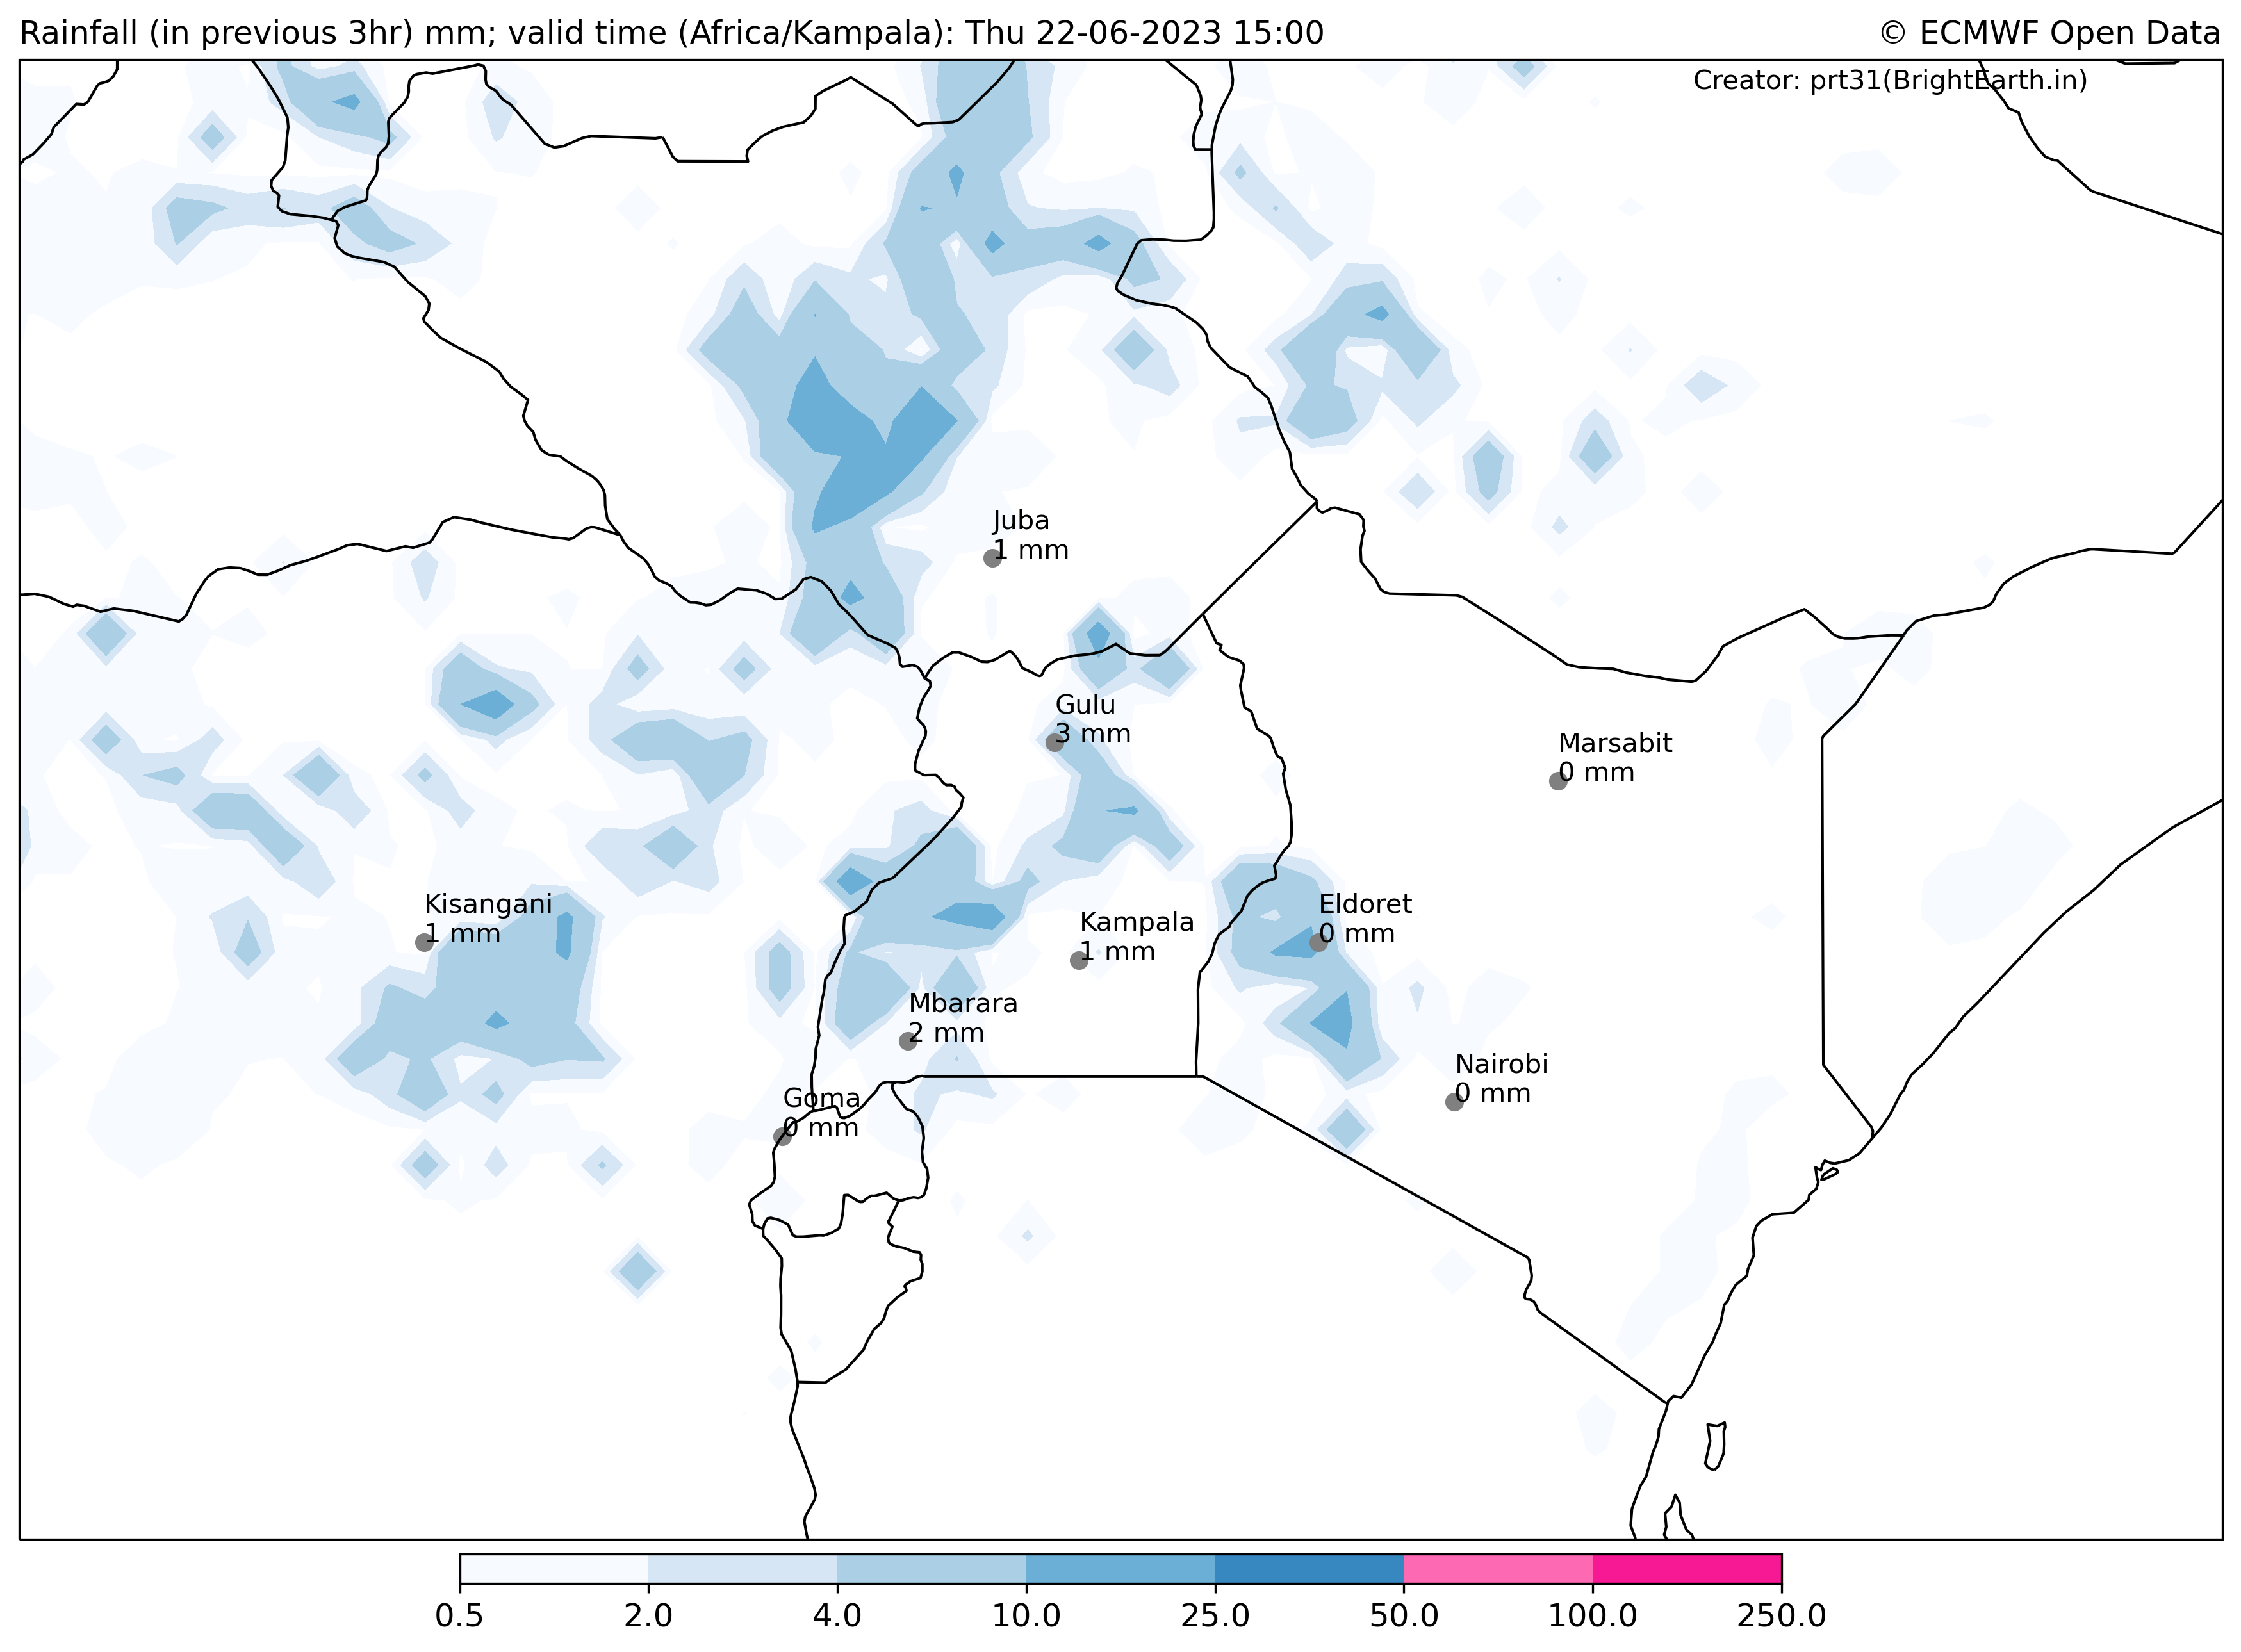 Rainfall (in previous 3hr) mm; valid time (Africa/Kampala): Thu 22-06-2023 15:00
© ECMWF Open Data
Creator: prt31(BrightEarth.in)
Juba
1 mm
Gulu
3 mm
Marsabit
0 mm
Kisangani
1 mm
Eldoret
0 mm
Kampala
1 mm
Mbarara
2 mm
Nairobi
0 mm
Goma
0 mm
0.5 2.0 4.0 10.0 25.0 50.0 100.0 250.0